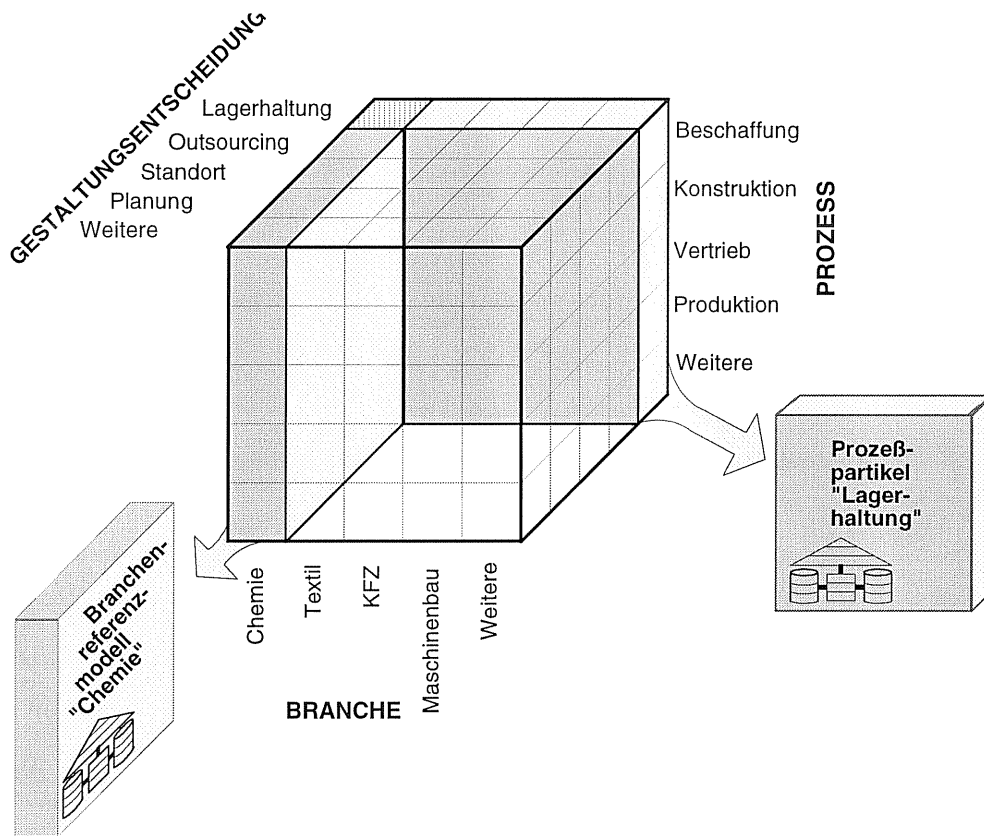 GESTALTUNGSENTSCHEIDUNG
Lagerhaltung
Outsourcing
Standort
Planung
Weitere
Beschaffung
Konstruktion
Vertrieb
Produktion
Weitere
PROZESS
Prozeß-
partikel
"Lager-
haltung"
Chemie
Textil
KFZ
Maschinenbau
Weitere
BRANCHE
Branchen-
referenz-
modell
"Chemie"